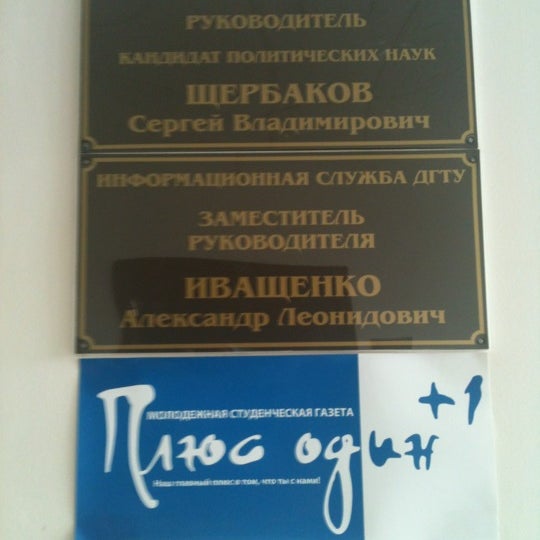 РУКОВОДИТЕЛЬ
КАНДИДАТ ПОЛИТИЧЕСКИХ НАУК
ЩЕРБАКОВ
Сергей Владимирович
ИНФОРМАЦИОННАЯ СЛУЖБА ДГТУ
ЗАМЕСТИТЕЛЬ
РУКОВОДИТЕЛЯ
ИВАЩЕНКО
Александр Леонидович
+1
МОЛОДЕЖНАЯ СТУДЕНЧЕСКАЯ ГАЗЕТА
Плюс один
Наш главный плюс в том, что ты с нами!